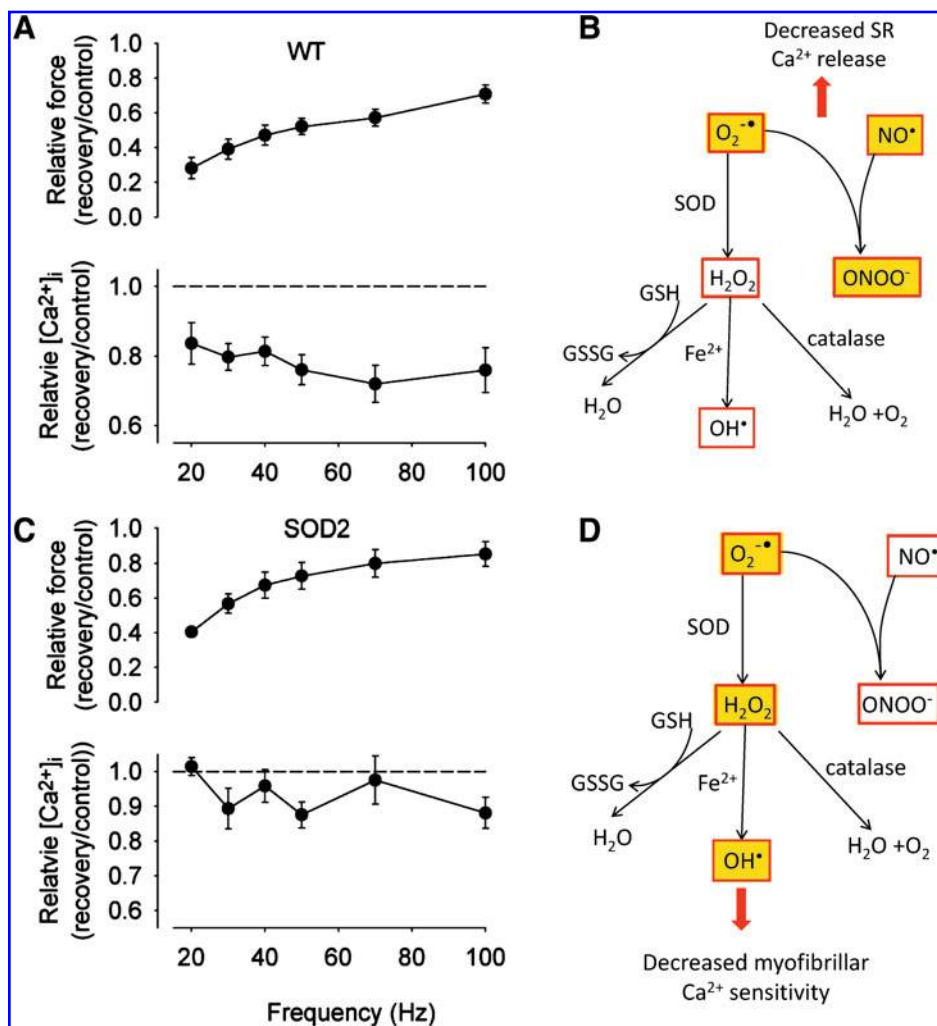 A
WT
Relative force
(recovery/control)
1.0
0.8
0.6
0.4
0.2
0.0
Relatvie [Ca²⁺]i
(recovery/control)
1.0
0.8
0.6
20 40 60 80 100
B
Decreased SR
Ca²⁺ release
O₂⁻•
NO•
SOD
H₂O₂
ONOO⁻
GSH
GSSG
Fe²⁺
catalase
H₂O
H₂O +O₂
OH•
C
SOD2
Relative force
(recovery/control)
1.0
0.8
0.6
0.4
0.2
0.0
Relatvie [Ca²⁺]i
(recovery/control))
1.0
0.9
0.8
0.7
0.6
20 40 60 80 100
Frequency (Hz)
D
O₂⁻•
NO•
SOD
H₂O₂
ONOO⁻
GSH
GSSG
Fe²⁺
catalase
H₂O
H₂O +O₂
OH•
Decreased myofibrillar
Ca²⁺ sensitivity